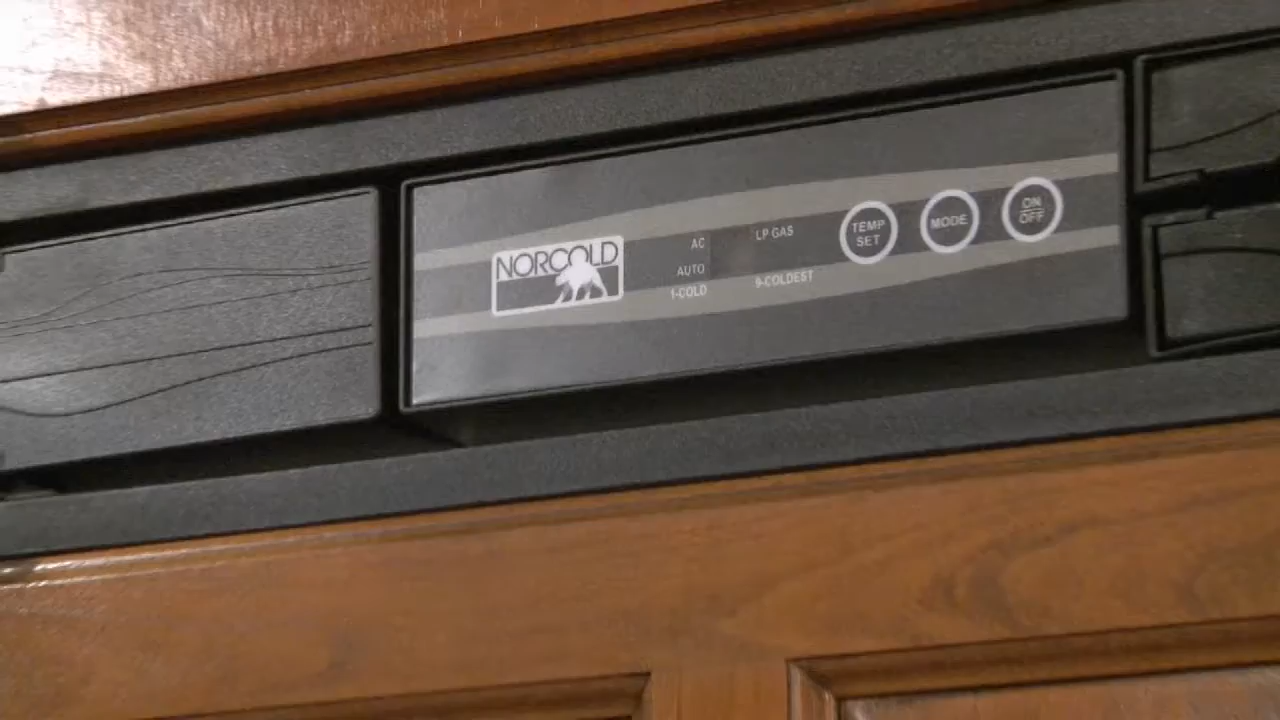 NORCOLD
AC
LP GAS
AUTO
1-COLD
9-COLDEST
TEMP
SET
MODE
ON
OFF